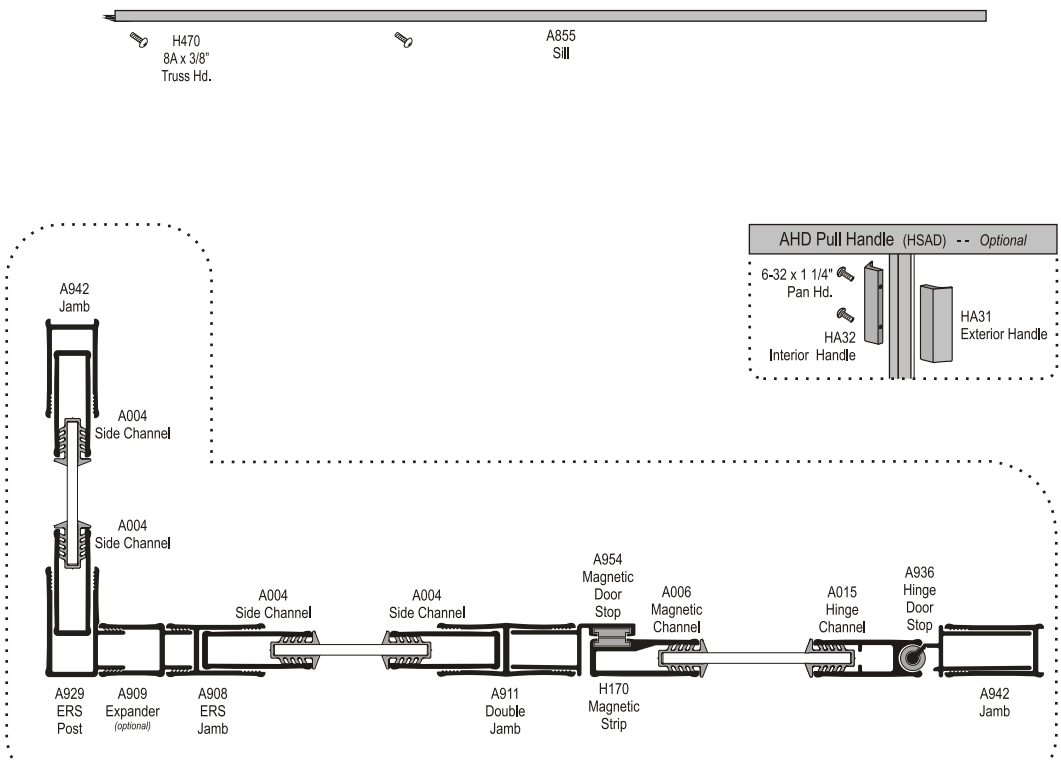 H470
8A x 3/8"
Truss Hd.
A855
Sill
AHD Pull Handle (HSAD) -- Optional
6-32 x 1 1/4"
Pan Hd.
HA32
Interior Handle
HA31
Exterior Handle
A942
Jamb
A004
Side Channel
A004
Side Channel
A004
Side Channel
A004
Side Channel
A954
Magnetic
Door
Stop
A006
Magnetic
Channel
A015
Hinge
Channel
A936
Hinge
Door
Stop
A929
ERS
Post
A909
Expander
(optional)
A908
ERS
Jamb
A911
Double
Jamb
H170
Magnetic
Strip
A942
Jamb